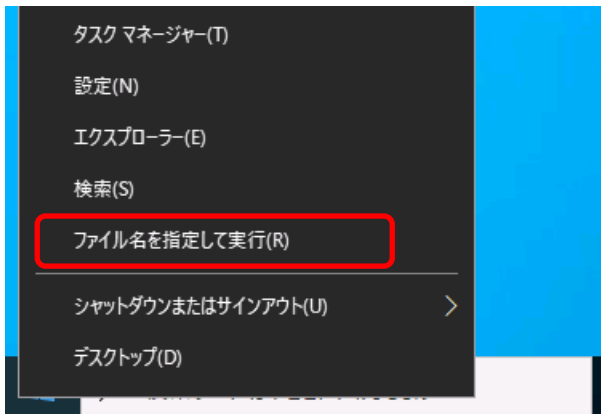 タスク マネージャー(T)
設定(N)
エクスプローラー(E)
検索(S)
ファイル名を指定して実行(R)
シャットダウンまたはサインアウト(U)
デスクトップ(D)